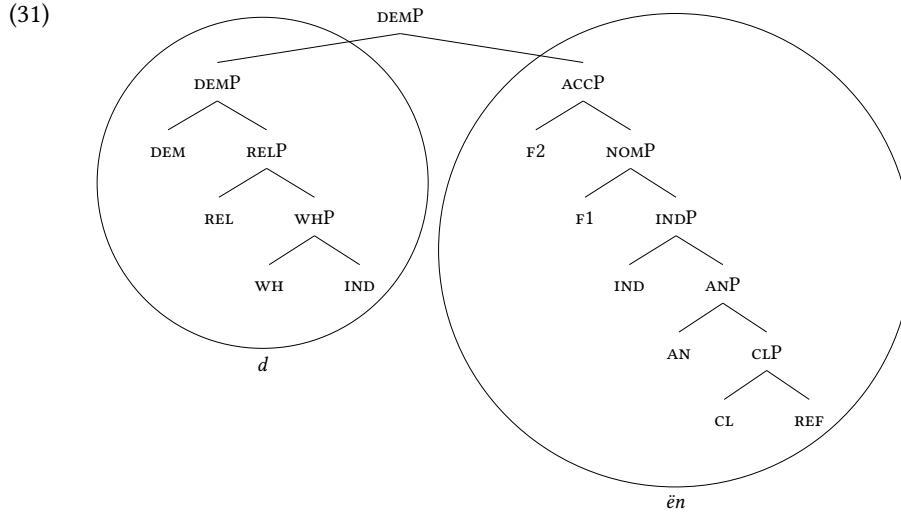 (31)
DEMP
DEMP ACCP
DEM RELP F2 NOMP
REL WHP F1 INDP
WH IND IND ANP
AN CLP
d
CL REF
ën